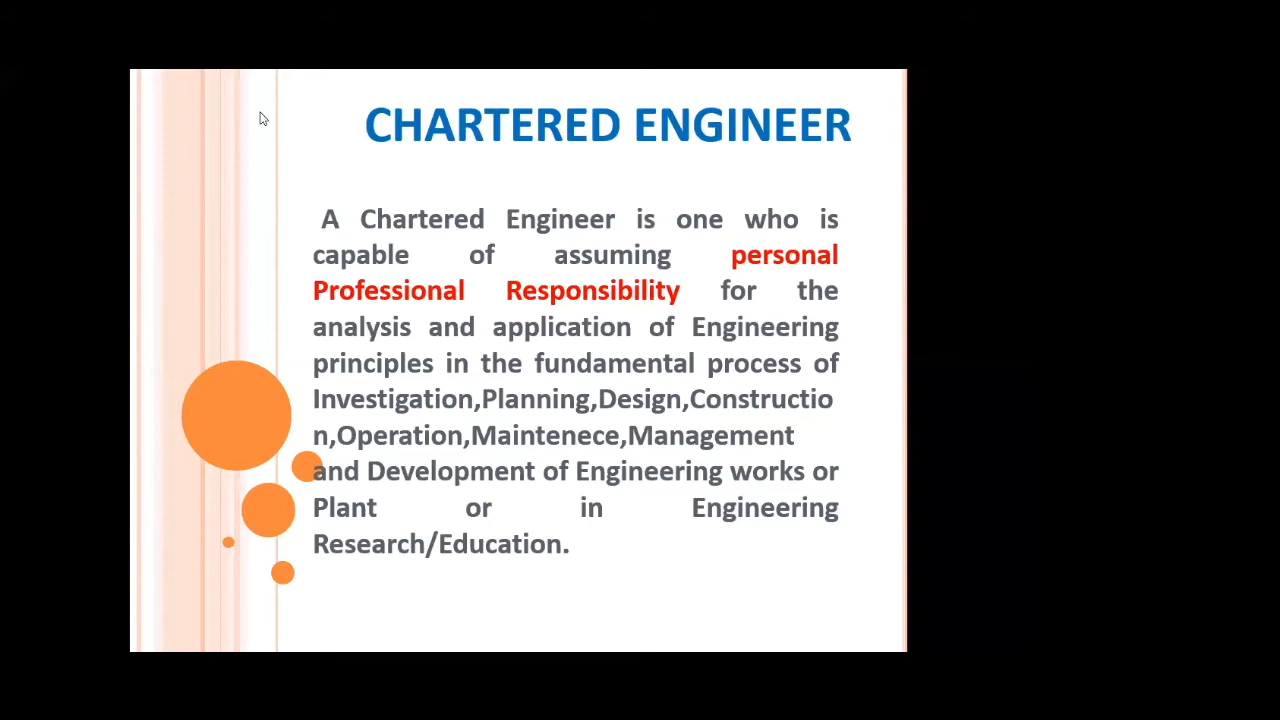 CHARTERED ENGINEER
A Chartered Engineer is one who is
capable of assuming personal
Professional Responsibility for the
analysis and application of Engineering
principles in the fundamental process of
Investigation,Planning,Design,Constructio
n,Operation,Maintenece,Management
and Development of Engineering works or
Plant or in Engineering
Research/Education.